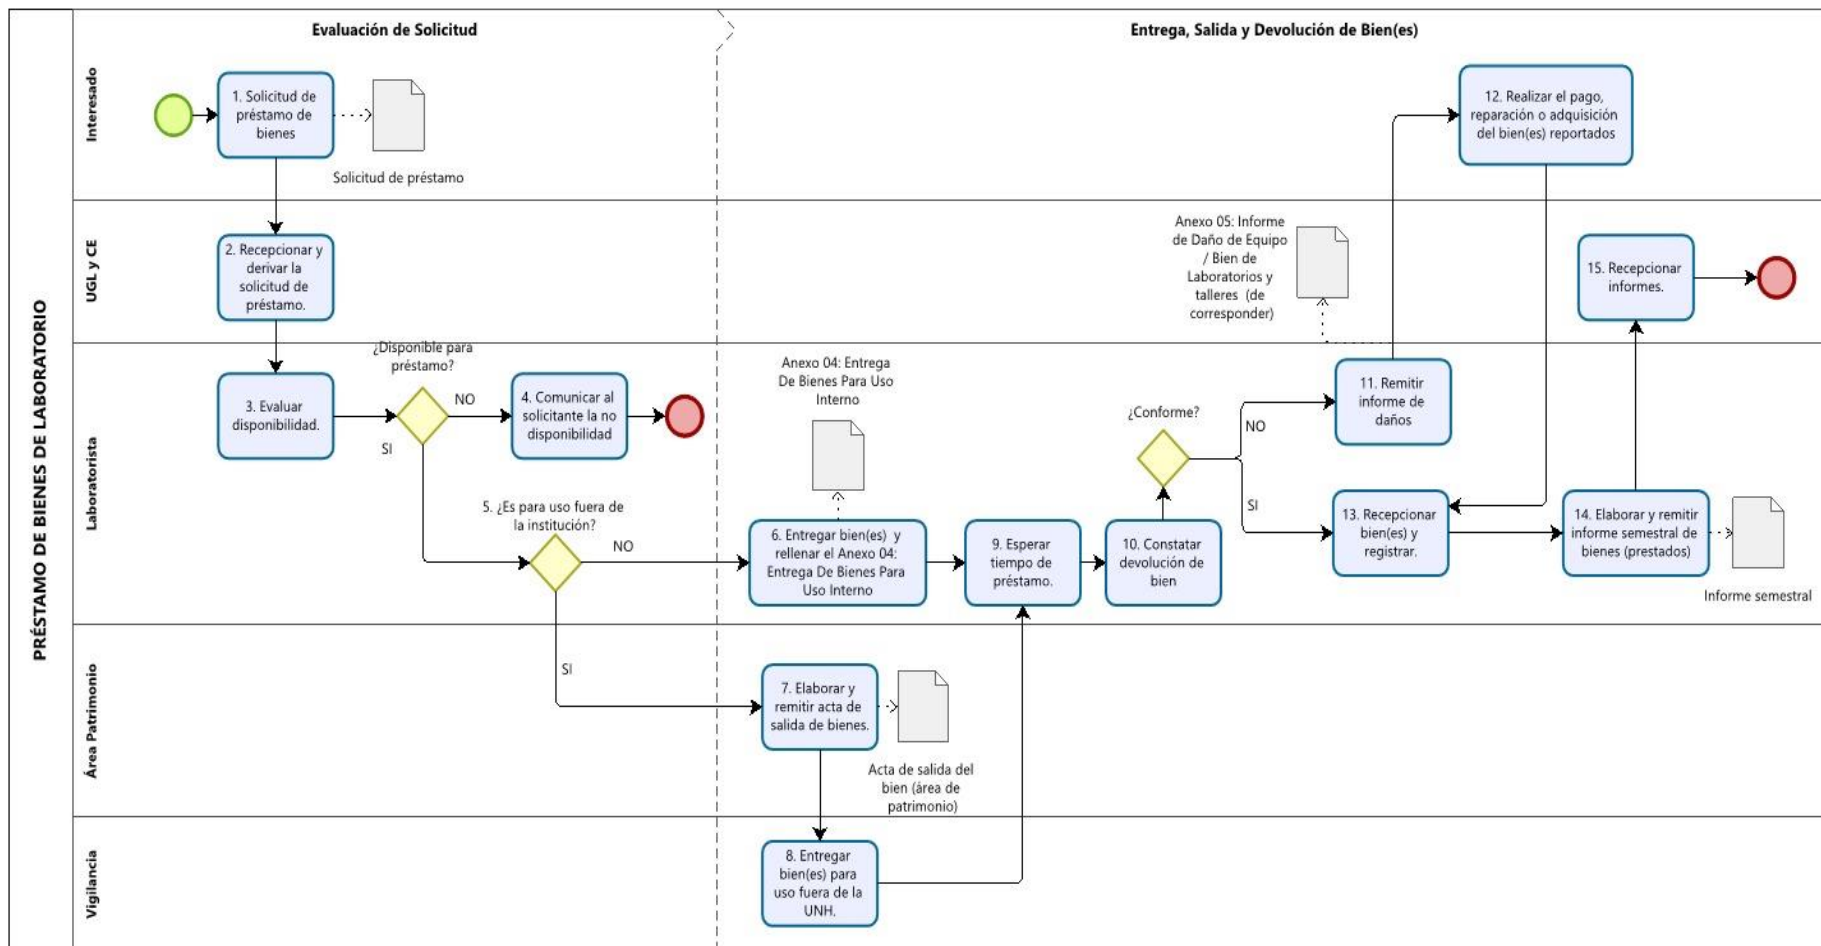 PRÉSTAMO DE BIENES DE LABORATORIO
Evaluación de Solicitud
Entrega, Salida y Devolución de Bien(es)
Interesado
1. Solicitud de
préstamo de
bienes
Solicitud de préstamo
12. Realizar el pago,
reparación o adquisición
del bien(es) reportados
UGL y CE
2. Recepcionar y
derivar la
solicitud de
préstamo.
Anexo 05: Informe
de Daño de Equipo
/ Bien de
Laboratorios y
talleres (de
corresponder)
15. Recepcionar
informes.
Laboratorista
3. Evaluar
disponibilidad.
¿Disponible para
préstamo?
NO
SI
4. Comunicar al
solicitante la no
disponibilidad
5. ¿Es para uso fuera de
la institución?
NO
SI
Anexo 04: Entrega
De Bienes Para Uso
Interno
6. Entregar bien(es) y
rellenar el Anexo 04:
Entrega De Bienes Para
Uso Interno
9. Esperar
tiempo de
préstamo.
10. Constatar
devolución de
bien
¿Conforme?
NO
SI
11. Remitir
informe de
daños
13. Recepcionar
bien(es) y
registrar.
14. Elaborar y remitir
informe semestral de
bienes (prestados)
Informe semestral
Área Patrimonio
7. Elaborar y
remitir acta de
salida de bienes.
Acta de salida del
bien (área de
patrimonio)
Vigilancia
8. Entregar
bien(es) para
uso fuera de la
UNH.